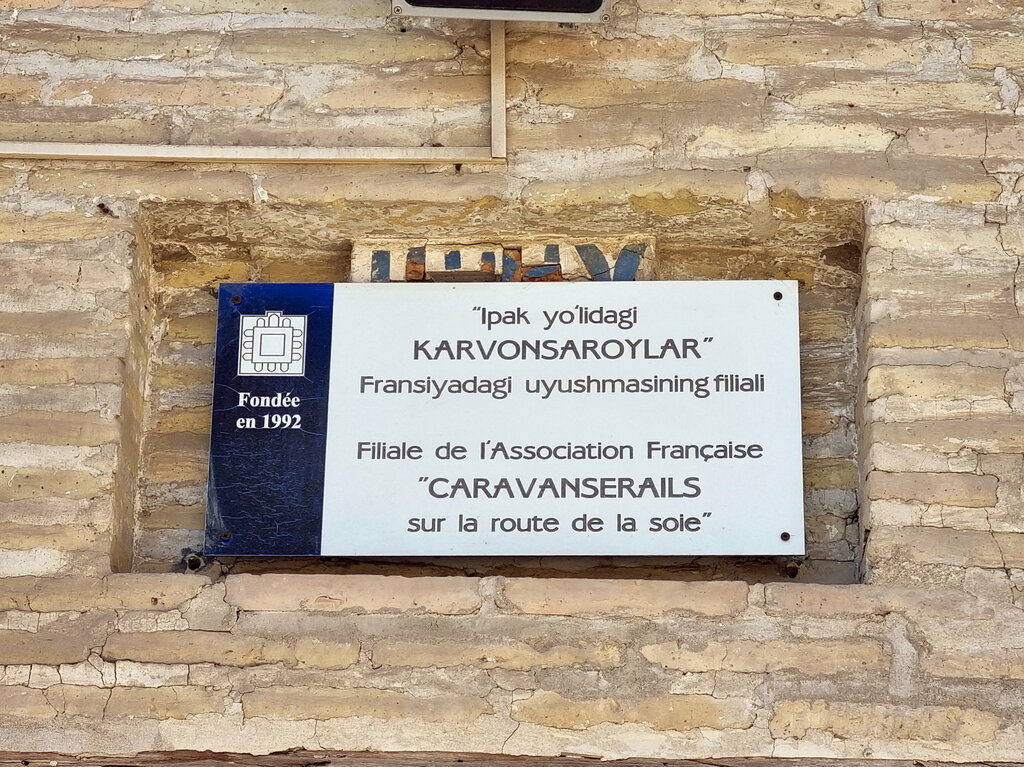 Fondée
en 1992
"Ipak yo'lidagi
KARVONSAROYLAR"
Fransiyadagi uyushmasining filiali
Filiale de l'Association Française
"CARAVANSERAILS
sur la route de la soie"